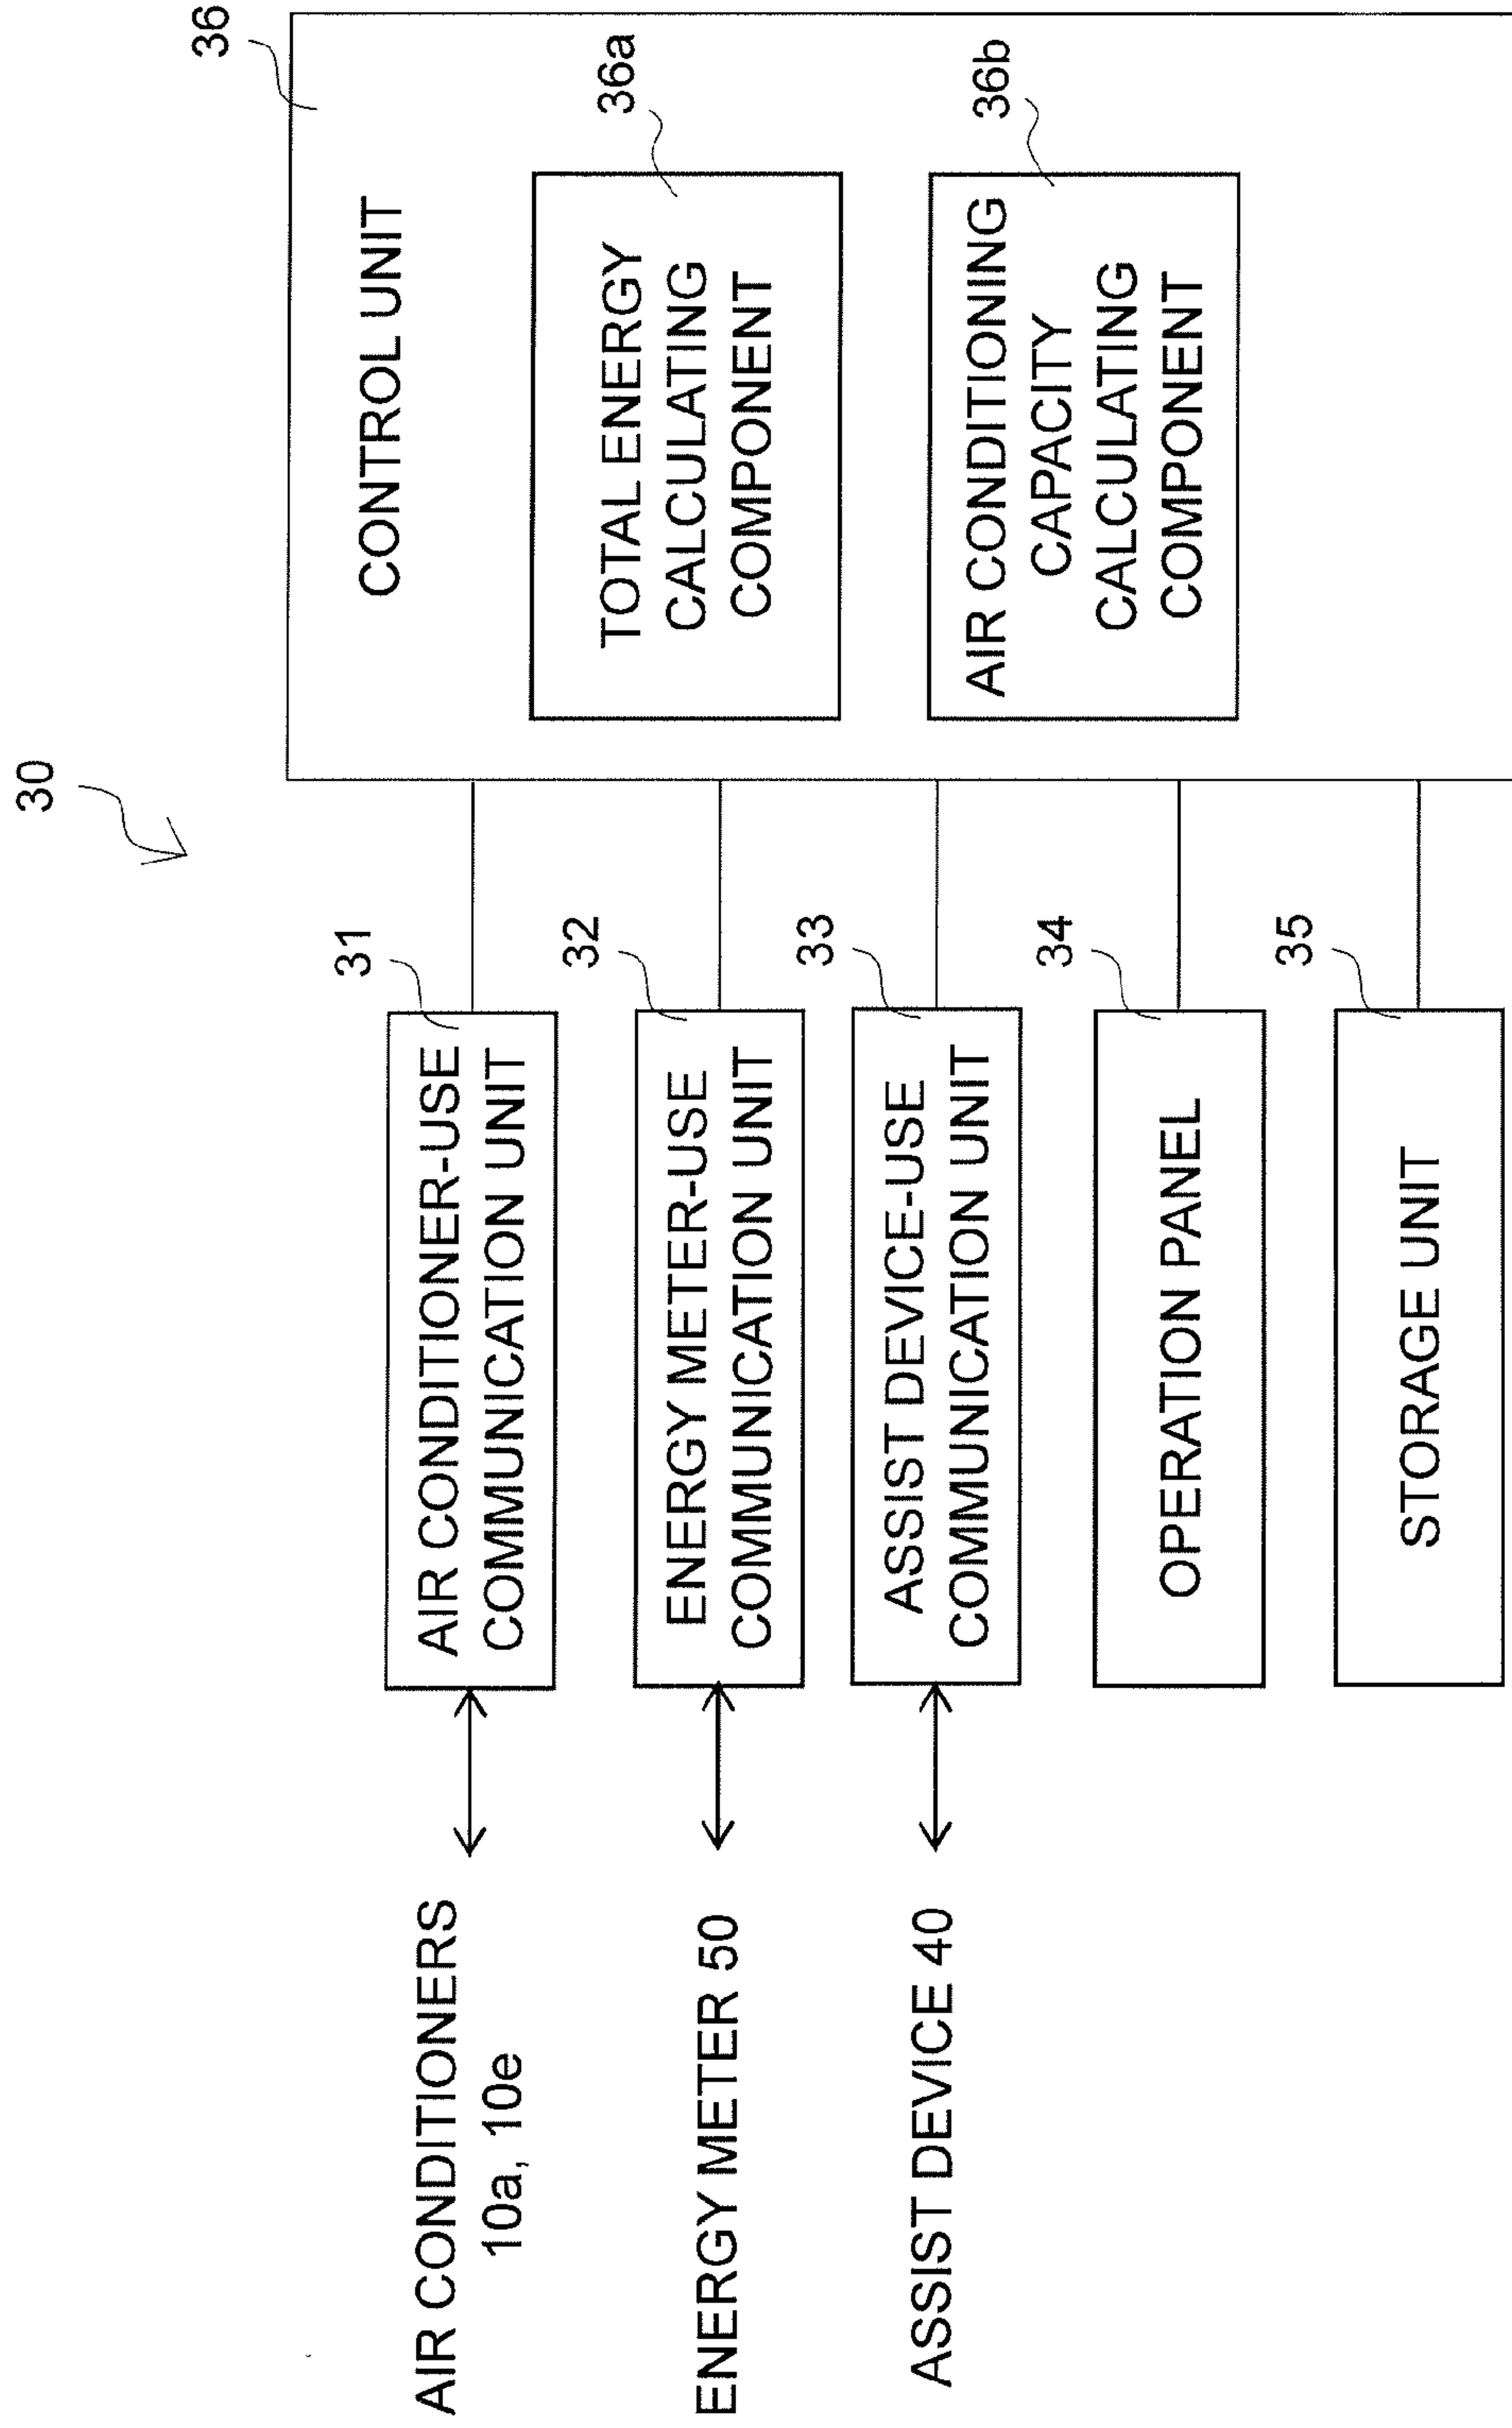 30
36
CONTROL UNIT
36a
TOTAL ENERGY
CALCULATING
COMPONENT
36b
AIR CONDITIONING
CAPACITY
CALCULATING
COMPONENT
31
AIR CONDITIONER-USE
COMMUNICATION UNIT
32
ENERGY METER-USE
COMMUNICATION UNIT
33
ASSIST DEVICE-USE
COMMUNICATION UNIT
34
OPERATION PANEL
35
STORAGE UNIT
AIR CONDITIONERS
10a, 10e
ENERGY METER 50
ASSIST DEVICE 40